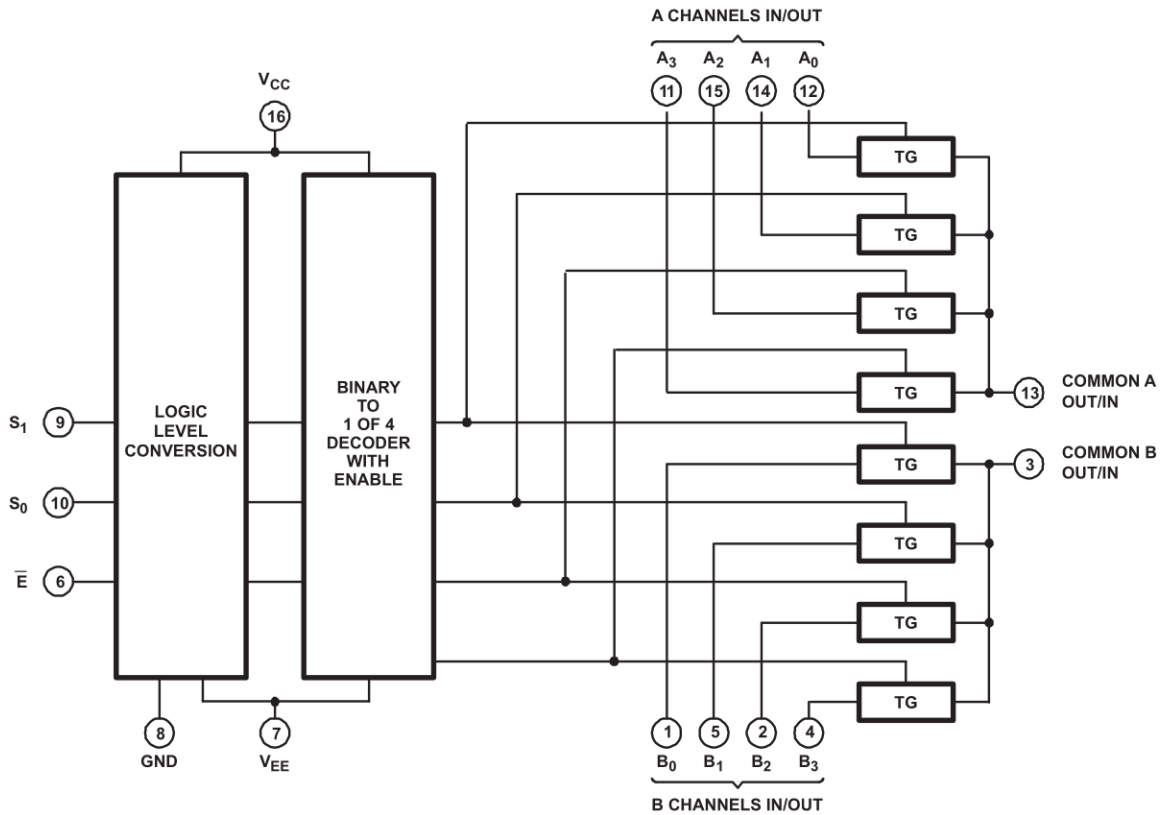 A CHANNELS IN/OUT
A3 A2 A1 A0
11 15 14 12
VCC
16
TG
TG
TG
TG
TG
TG
TG
TG
LOGIC
LEVEL
CONVERSION
BINARY
TO
1 OF 4
DECODER
WITH
ENABLE
S1 9
S0 10
E̅ 6
13 COMMON A
OUT/IN
3 COMMON B
OUT/IN
8 7
GND VEE
1 5 2 4
B0 B1 B2 B3
B CHANNELS IN/OUT